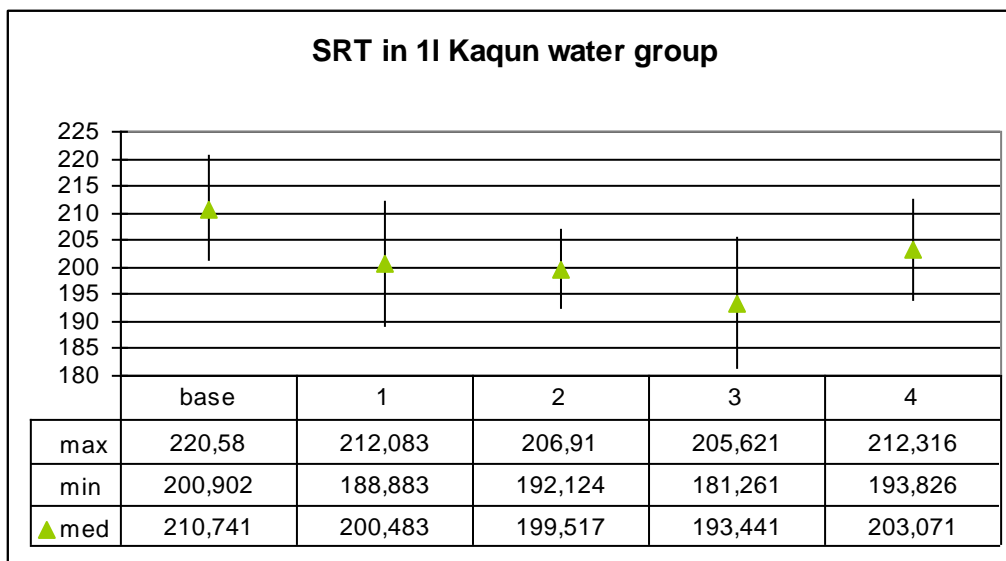 SRT in 1l Kaqun water group
225
220
215
210
205
200
195
190
185
180
base 1 2 3 4
max 220,58 212,083 206,91 205,621 212,316
min 200,902 188,883 192,124 181,261 193,826
med 210,741 200,483 199,517 193,441 203,071